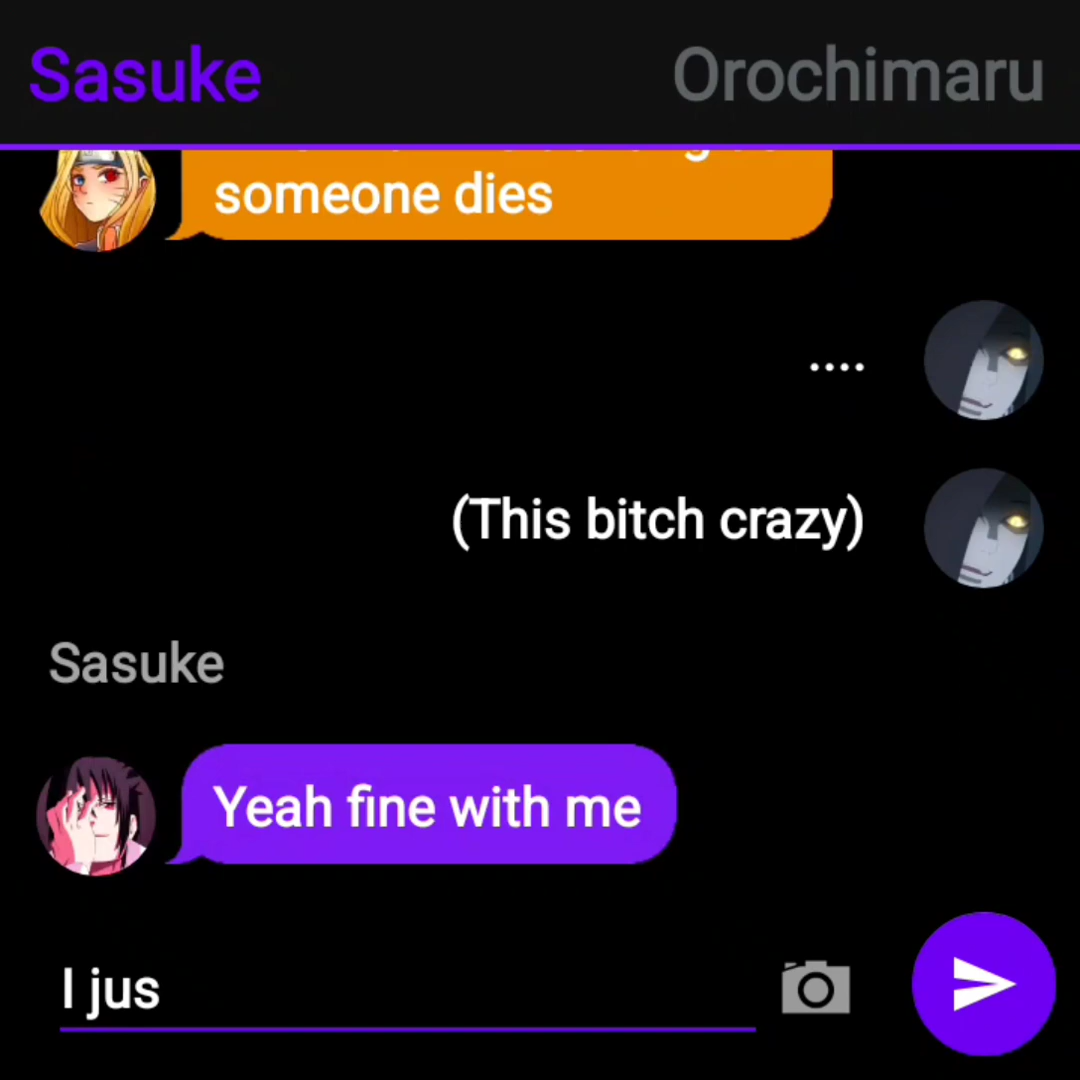 Sasuke
Orochimaru
someone dies
....
(This bitch crazy)
Sasuke
Yeah fine with me
I jus